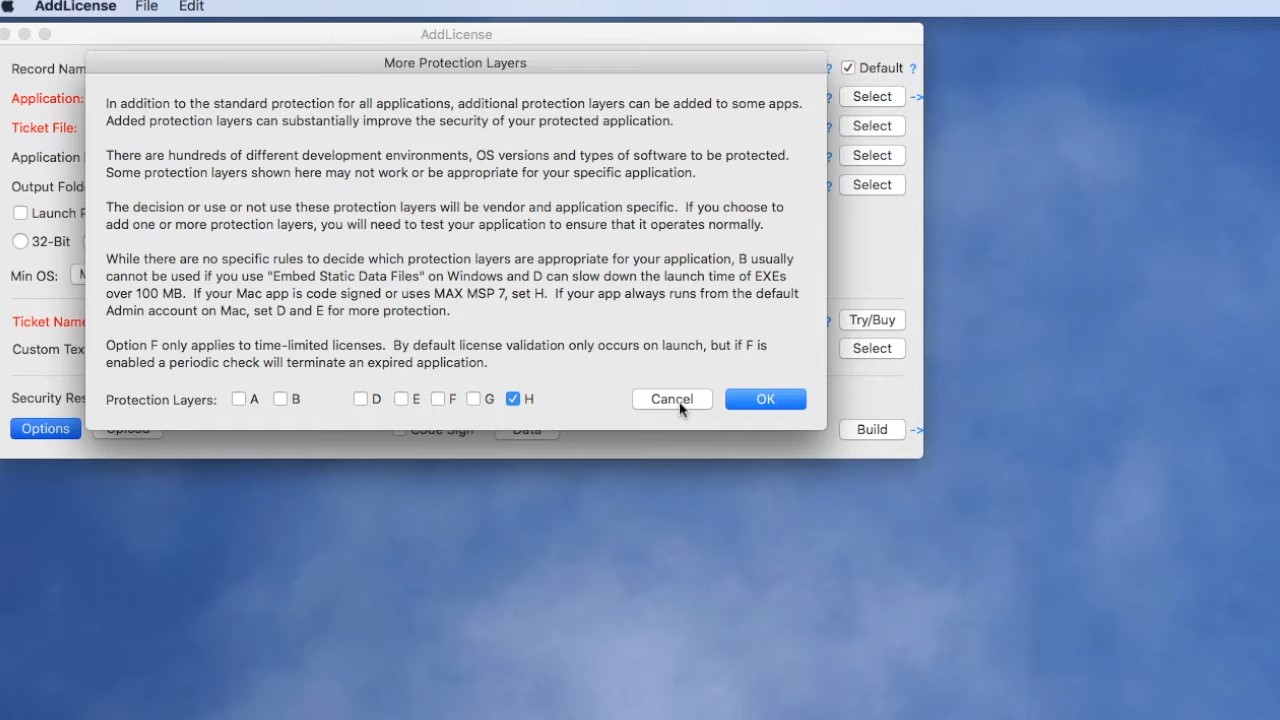 AddLicense File Edit
AddLicense
More Protection Layers
Record Nam ? Default ?
Application: ? Select ->
Ticket File: ? Select
Application ? Select
Output Folde ? Select
Launch P
32-Bit
Min OS:
Ticket Name ? Try/Buy
Custom Tex Select
Security Res
Options Upload Code Sign Data Build ->
In addition to the standard protection for all applications, additional protection layers can be added to some apps.
Added protection layers can substantially improve the security of your protected application.
There are hundreds of different development environments, OS versions and types of software to be protected.
Some protection layers shown here may not work or be appropriate for your specific application.
The decision or use or not use these protection layers will be vendor and application specific. If you choose to
add one or more protection layers, you will need to test your application to ensure that it operates normally.
While there are no specific rules to decide which protection layers are appropriate for your application, B usually
cannot be used if you use "Embed Static Data Files" on Windows and D can slow down the launch time of EXEs
over 100 MB. If your Mac app is code signed or uses MAX MSP 7, set H. If your app always runs from the default
Admin account on Mac, set D and E for more protection.
Option F only applies to time-limited licenses. By default license validation only occurs on launch, but if F is
enabled a periodic check will terminate an expired application.
Protection Layers: A B D E F G H Cancel OK